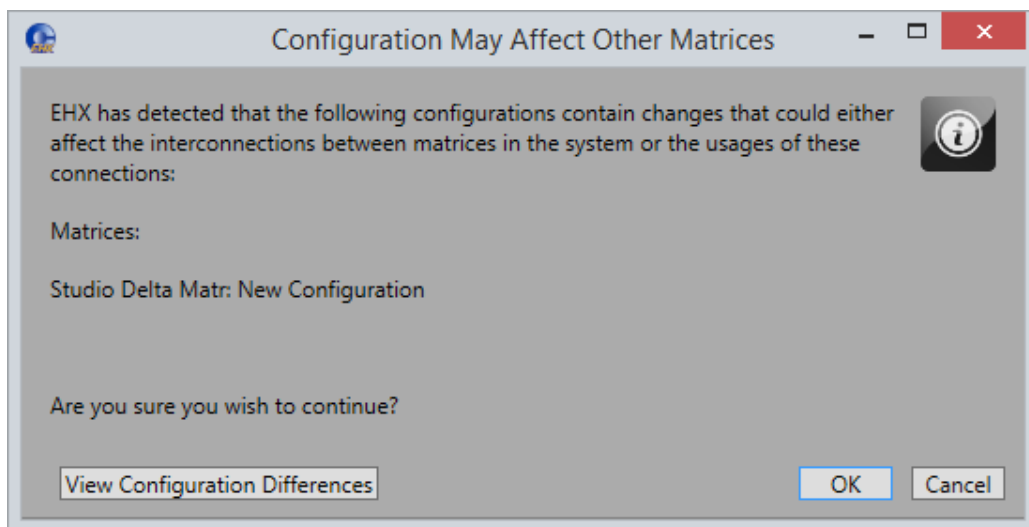 Configuration May Affect Other Matrices
EHX has detected that the following configurations contain changes that could either
affect the interconnections between matrices in the system or the usages of these
connections:
Matrices:
Studio Delta Matr: New Configuration
Are you sure you wish to continue?
View Configuration Differences OK Cancel